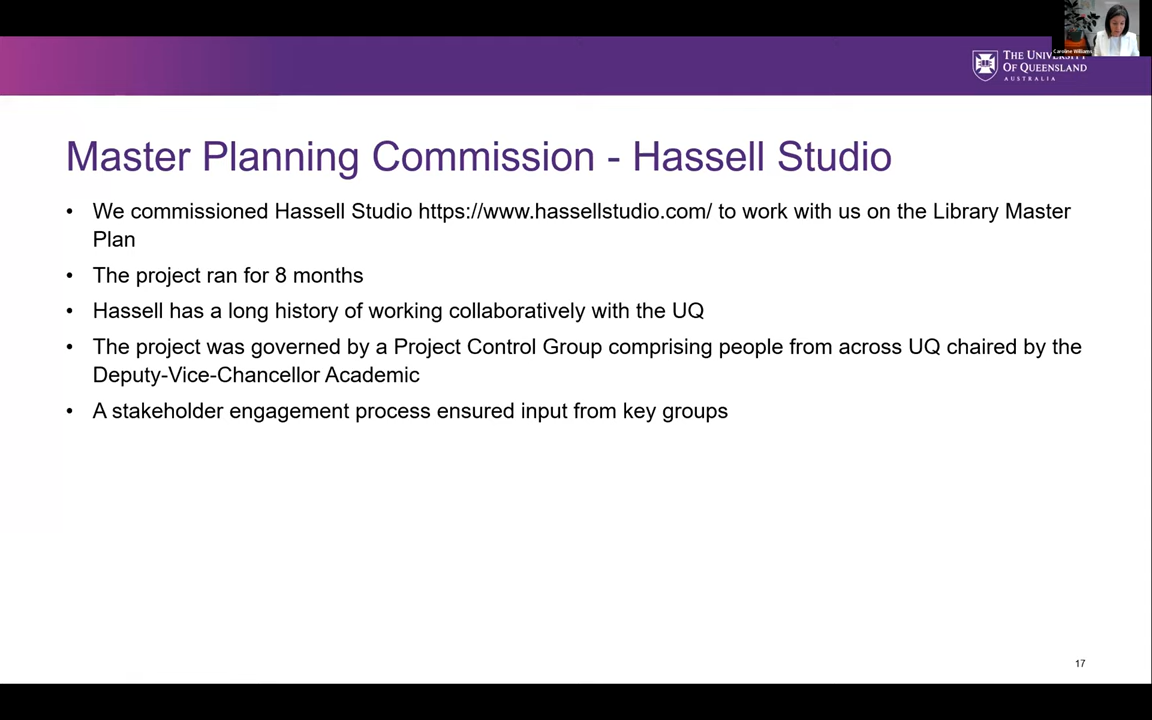 Caroline Williams
THE UNIVERSITY
OF QUEENSLAND
AUSTRALIA
Master Planning Commission - Hassell Studio
• We commissioned Hassell Studio https://www.hassellstudio.com/ to work with us on the Library Master
Plan
• The project ran for 8 months
• Hassell has a long history of working collaboratively with the UQ
• The project was governed by a Project Control Group comprising people from across UQ chaired by the
Deputy-Vice-Chancellor Academic
• A stakeholder engagement process ensured input from key groups
17